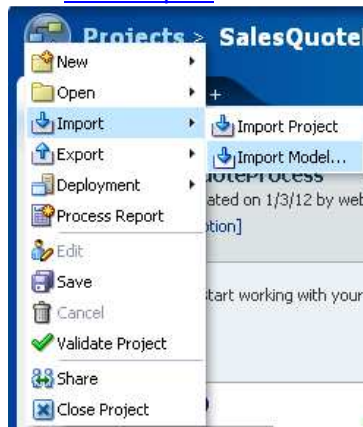 Projects > SalesQuote
New
Open
+
Import
Import Project
Export
Import Model...
Deployment
ated on 1/3/12 by web
Process Report
tion]
Edit
Save
tart working with your
Cancel
Validate Project
Share
Close Project